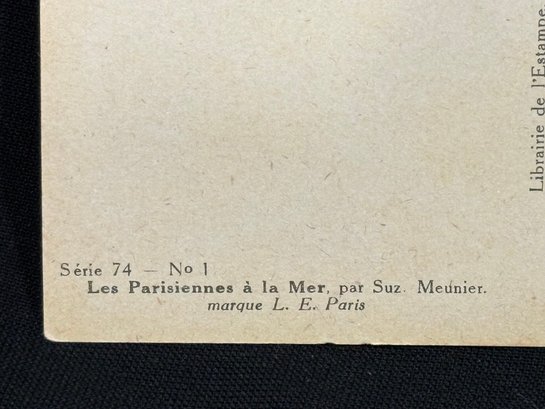 Série 74 — No 1
Les Parisiennes à la Mer, par Suz. Meunier.
marque L. E. Paris
Librairie de l'Estampe